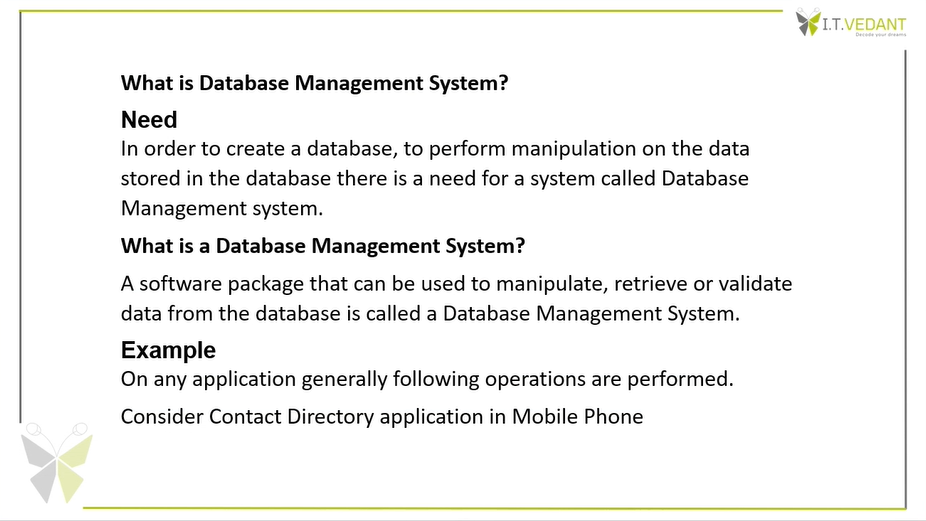 I.T.VEDANT
Decode your dreams
What is Database Management System?
Need
In order to create a database, to perform manipulation on the data
stored in the database there is a need for a system called Database
Management system.
What is a Database Management System?
A software package that can be used to manipulate, retrieve or validate
data from the database is called a Database Management System.
Example
On any application generally following operations are performed.
Consider Contact Directory application in Mobile Phone